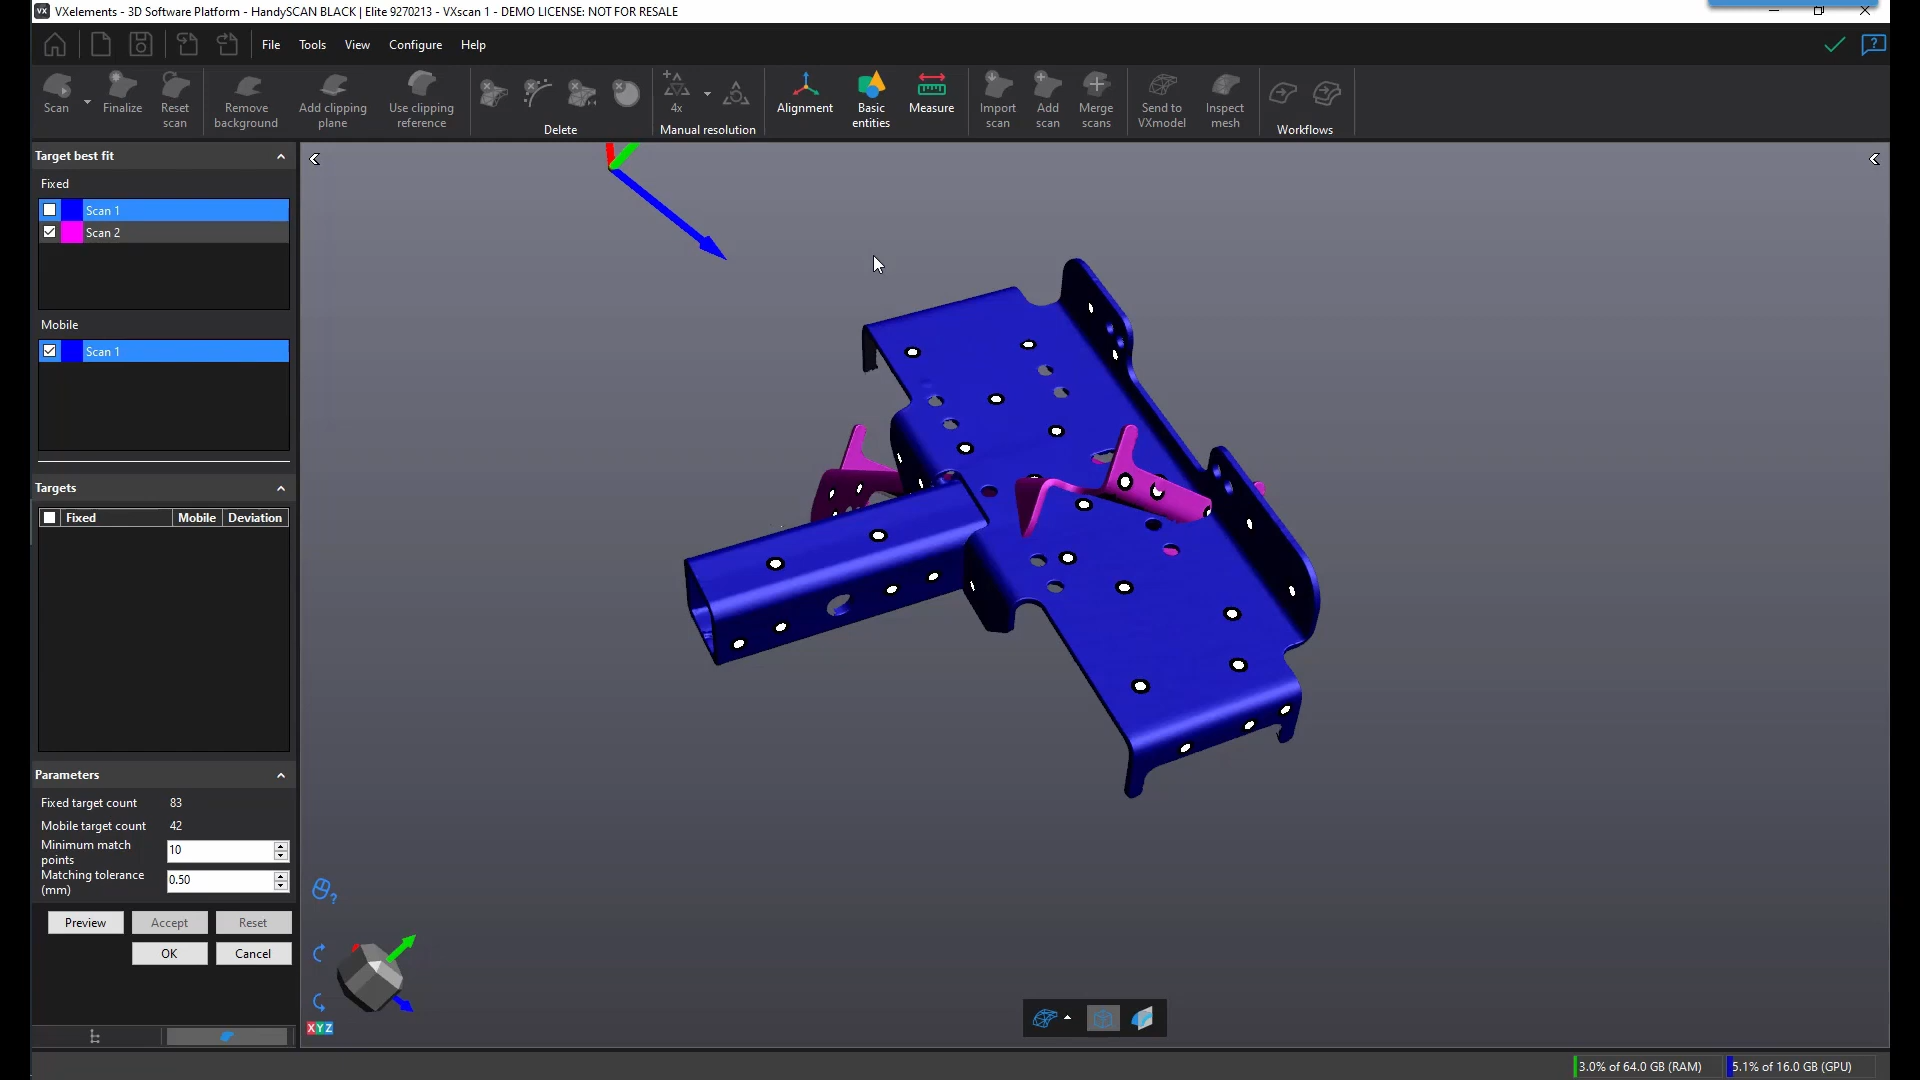 VX VXelements - 3D Software Platform - HandySCAN BLACK | Elite 9270213 - VXscan 1 - DEMO LICENSE: NOT FOR RESALE
File Tools View Configure Help
Scan
Finalize
Reset scan
Remove background
Add clipping plane
Use clipping reference
Delete
4x
Manual resolution
Alignment
Basic entities
Measure
Import scan
Add scan
Merge scans
Send to VXmodel
Inspect mesh
Workflows
Target best fit
Fixed
Scan 1
Scan 2
Mobile
Scan 1
Targets
Fixed Mobile Deviation
Parameters
Fixed target count 83
Mobile target count 42
Minimum match points 10
Matching tolerance (mm) 0.50
Preview Accept Reset
OK Cancel
XYZ
3.0% of 64.0 GB (RAM) 5.1% of 16.0 GB (GPU)